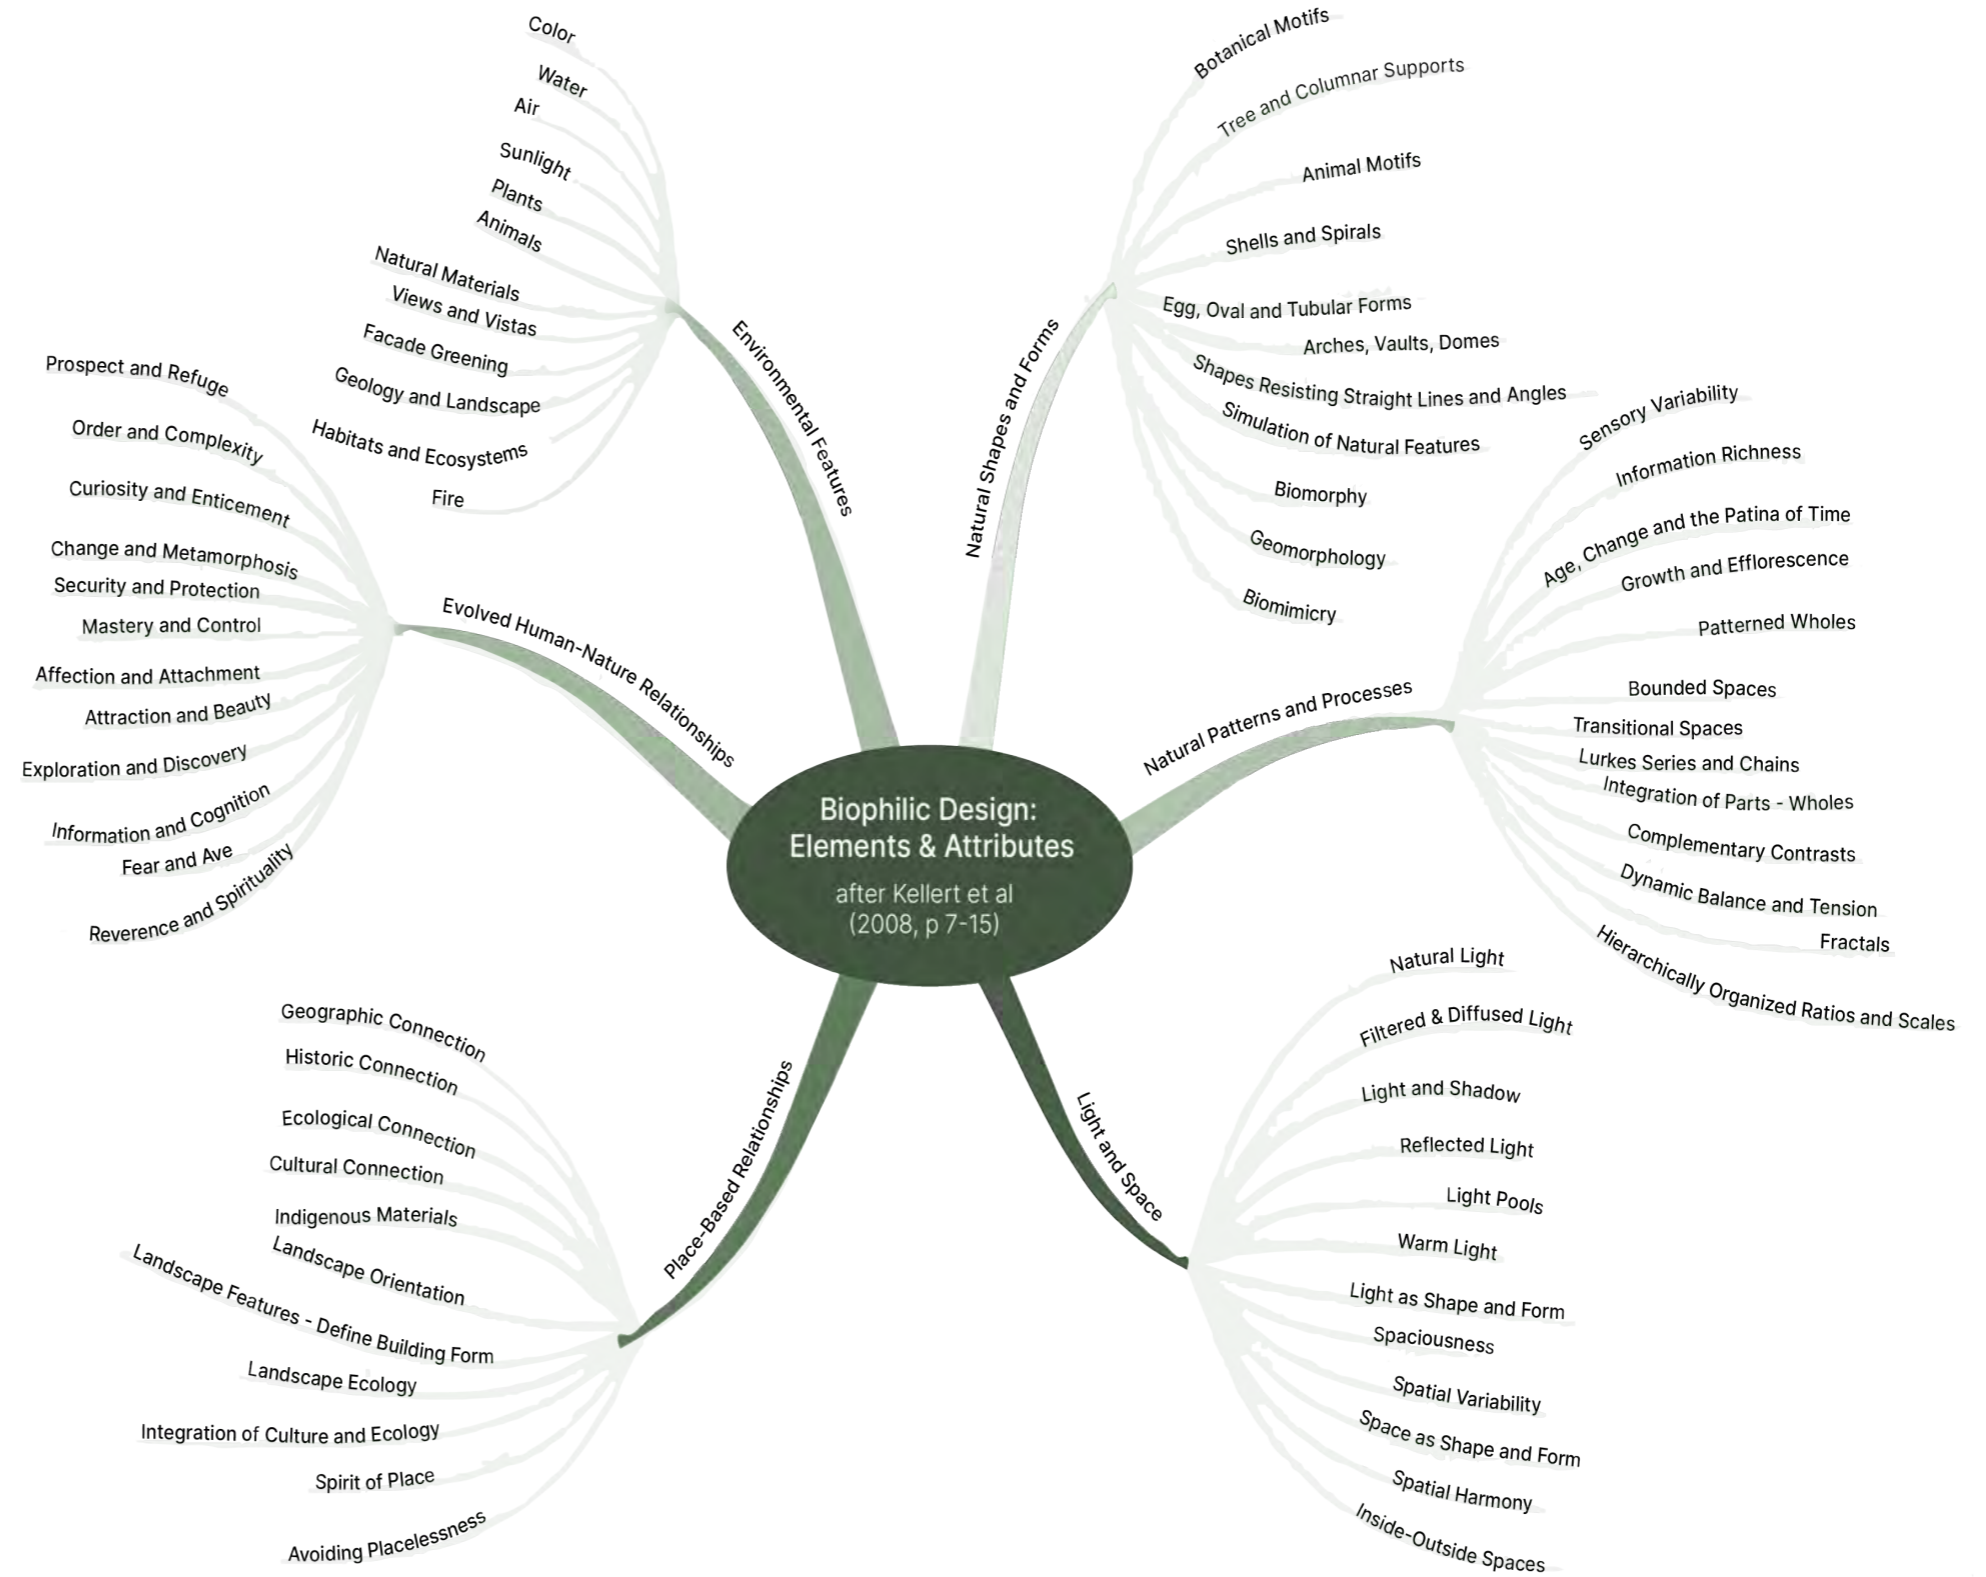 Biophilic Design:
Elements & Attributes
after Kellert et al
(2008, p 7-15)
Environmental Features
Color
Water
Air
Sunlight
Plants
Animals
Natural Materials
Views and Vistas
Facade Greening
Geology and Landscape
Habitats and Ecosystems
Fire
Natural Shapes and Forms
Botanical Motifs
Tree and Columnar Supports
Animal Motifs
Shells and Spirals
Egg, Oval and Tubular Forms
Arches, Vaults, Domes
Shapes Resisting Straight Lines and Angles
Simulation of Natural Features
Biomorphy
Geomorphology
Biomimicry
Evolved Human-Nature Relationships
Prospect and Refuge
Order and Complexity
Curiosity and Enticement
Change and Metamorphosis
Security and Protection
Mastery and Control
Affection and Attachment
Attraction and Beauty
Exploration and Discovery
Information and Cognition
Fear and Ave
Reverence and Spirituality
Natural Patterns and Processes
Sensory Variability
Information Richness
Age, Change and the Patina of Time
Growth and Efflorescence
Patterned Wholes
Bounded Spaces
Transitional Spaces
Lurkes Series and Chains
Integration of Parts - Wholes
Complementary Contrasts
Dynamic Balance and Tension
Fractals
Hierarchically Organized Ratios and Scales
Place-Based Relationships
Geographic Connection
Historic Connection
Ecological Connection
Cultural Connection
Indigenous Materials
Landscape Orientation
Landscape Features - Define Building Form
Landscape Ecology
Integration of Culture and Ecology
Spirit of Place
Avoiding Placelessness
Light and Space
Natural Light
Filtered & Diffused Light
Light and Shadow
Reflected Light
Light Pools
Warm Light
Light as Shape and Form
Spaciousness
Spatial Variability
Space as Shape and Form
Spatial Harmony
Inside-Outside Spaces